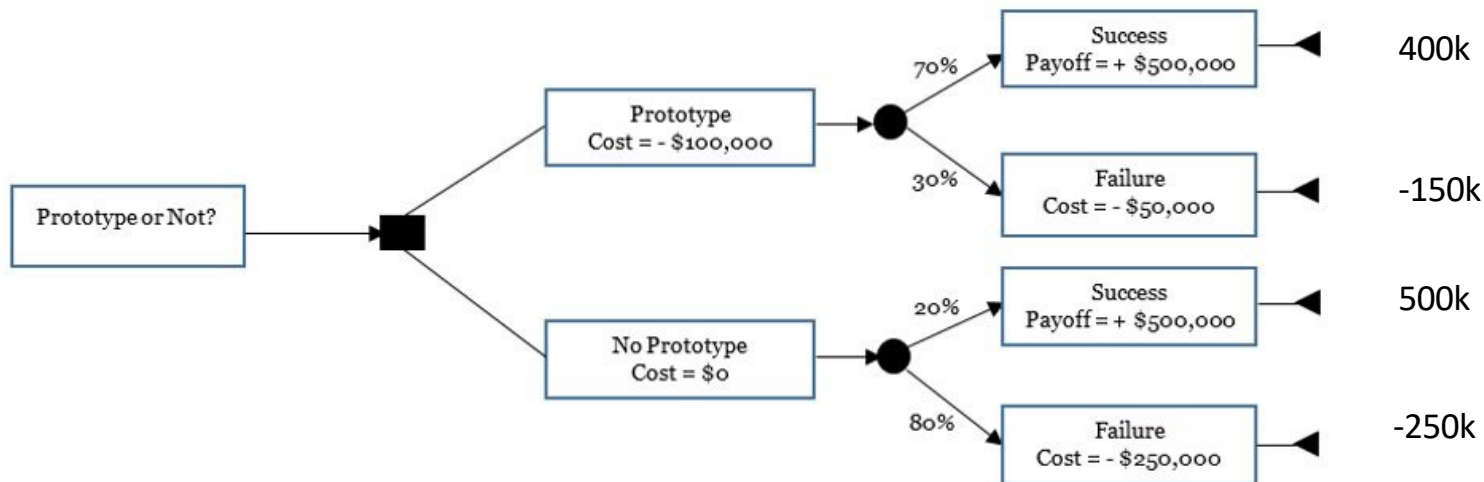 Prototype or Not?
Prototype
Cost = - $100,000
No Prototype
Cost = $0
70%
30%
20%
80%
Success
Payoff = + $500,000
400k
Failure
Cost = - $50,000
-150k
Success
Payoff = + $500,000
500k
Failure
Cost = - $250,000
-250k